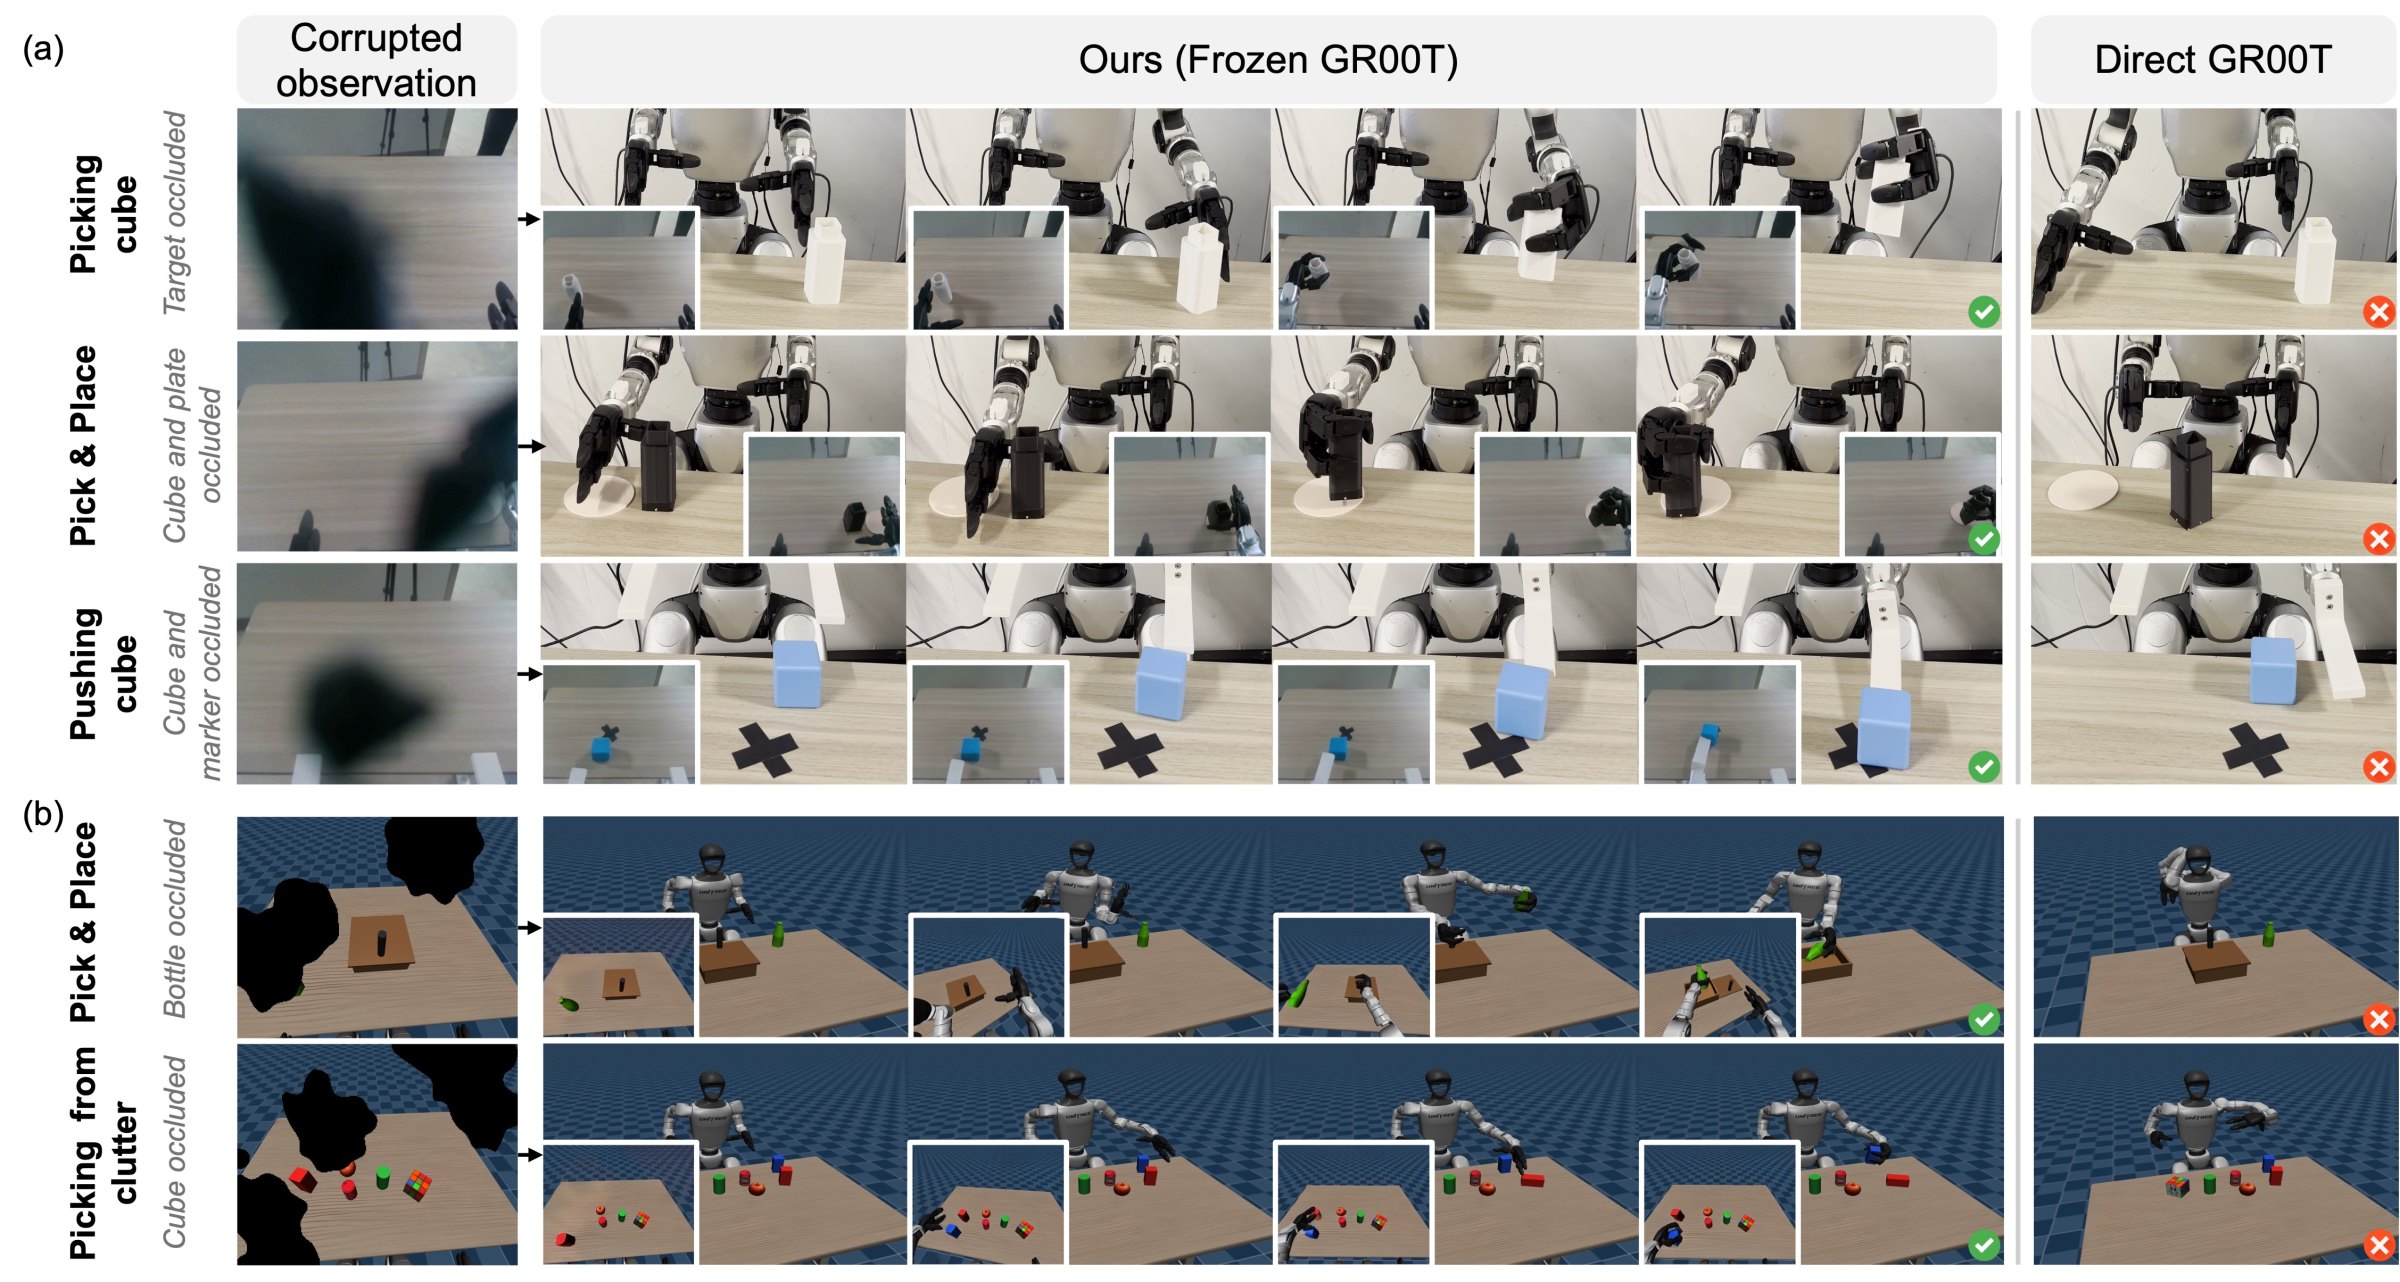 (a)
Corrupted
observation
Ours (Frozen GR00T)
Direct GR00T
Picking
cube
Target occluded
Pick & Place
Cube and plate
occluded
Pushing
cube
Cube and
marker occluded
(b)
Pick & Place
Bottle occluded
Picking from
clutter
Cube occluded